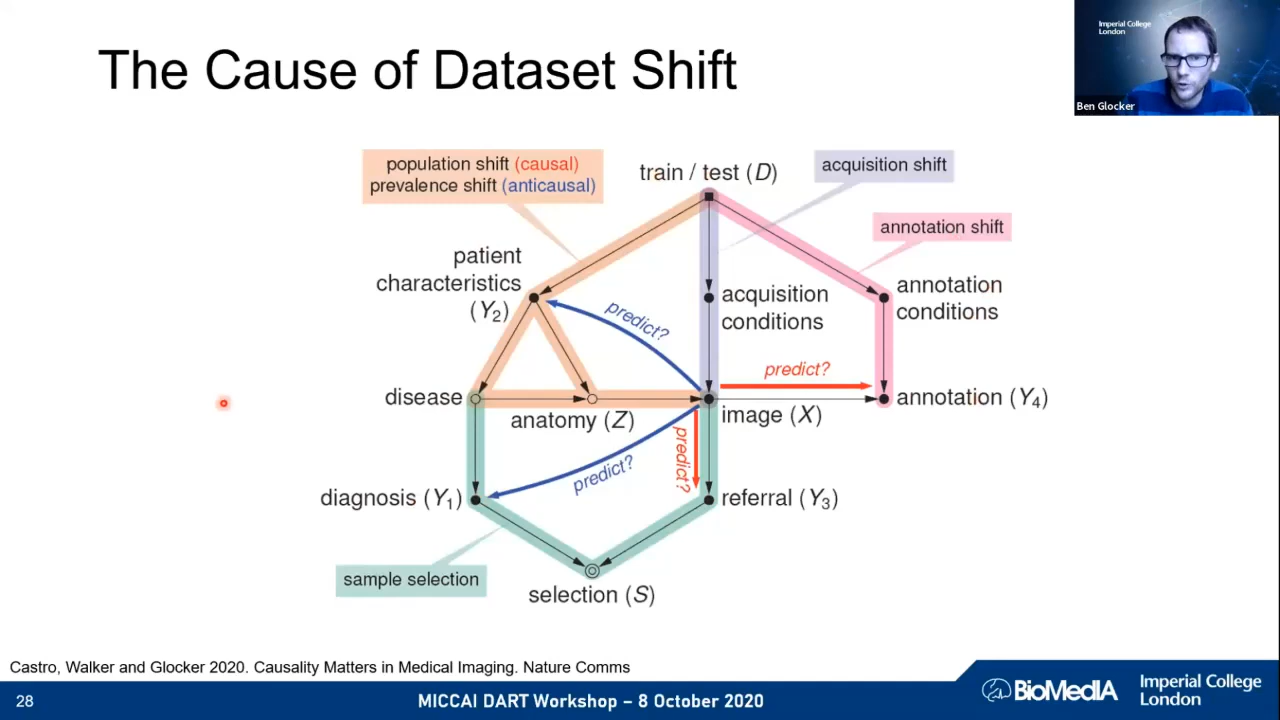 The Cause of Dataset Shift
Imperial College
London
Ben Glocker
population shift (causal)
prevalence shift (anticausal)
train / test (D)
acquisition shift
annotation shift
patient
characteristics
(Y2)
predict?
acquisition
conditions
annotation
conditions
predict?
disease
anatomy (Z)
image (X)
annotation (Y4)
predict?
predict?
diagnosis (Y1)
referral (Y3)
sample selection
selection (S)
Castro, Walker and Glocker 2020. Causality Matters in Medical Imaging. Nature Comms
28
MICCAI DART Workshop – 8 October 2020
BioMedIA
Imperial College
London